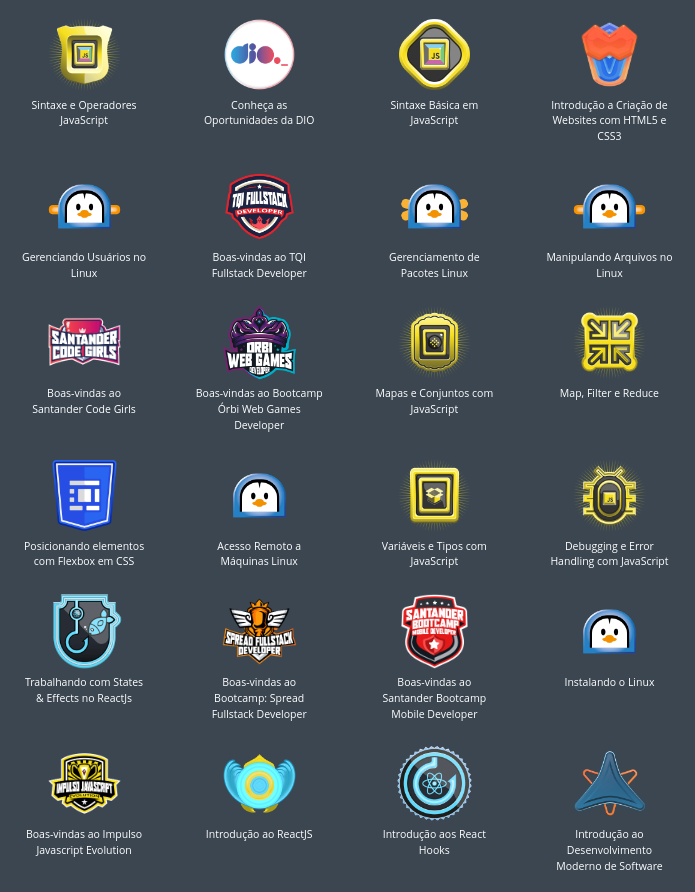 JS
dio._
JS
Sintaxe e Operadores
JavaScript
Conheça as
Oportunidades da DIO
Sintaxe Básica em
JavaScript
Introdução a Criação de
Websites com HTML5 e
CSS3
TQI FULLSTACK
DEVELOPER
Gerenciando Usuários no
Linux
Boas-vindas ao TQI
Fullstack Developer
Gerenciamento de
Pacotes Linux
Manipulando Arquivos no
Linux
SANTANDER
CODE GIRLS
ÓRBI
WEB GAMES
DEVELOPER
Boas-vindas ao
Santander Code Girls
Boas-vindas ao Bootcamp
Órbi Web Games
Developer
Mapas e Conjuntos com
JavaScript
Map, Filter e Reduce
JS
Posicionando elementos
com Flexbox em CSS
Acesso Remoto a
Máquinas Linux
Variáveis e Tipos com
JavaScript
Debugging e Error
Handling com JavaScript
SPREAD FULLSTACK
DEVELOPER
SANTANDER
BOOTCAMP
MOBILE DEVELOPER
Trabalhando com States
& Effects no ReactJs
Boas-vindas ao
Bootcamp: Spread
Fullstack Developer
Boas-vindas ao
Santander Bootcamp
Mobile Developer
Instalando o Linux
IMPULSO JAVASCRIPT
EVOLUTION
Boas-vindas ao Impulso
Javascript Evolution
Introdução ao ReactJS
Introdução aos React
Hooks
Introdução ao
Desenvolvimento
Moderno de Software